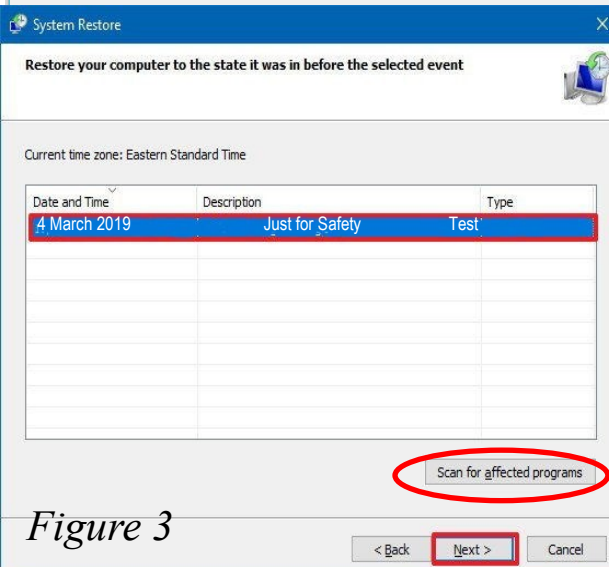 System Restore
Restore your computer to the state it was in before the selected event
Current time zone: Eastern Standard Time
Date and Time Description Type
4 March 2019 Just for Safety Test
Scan for affected programs
Figure 3
< Back Next > Cancel